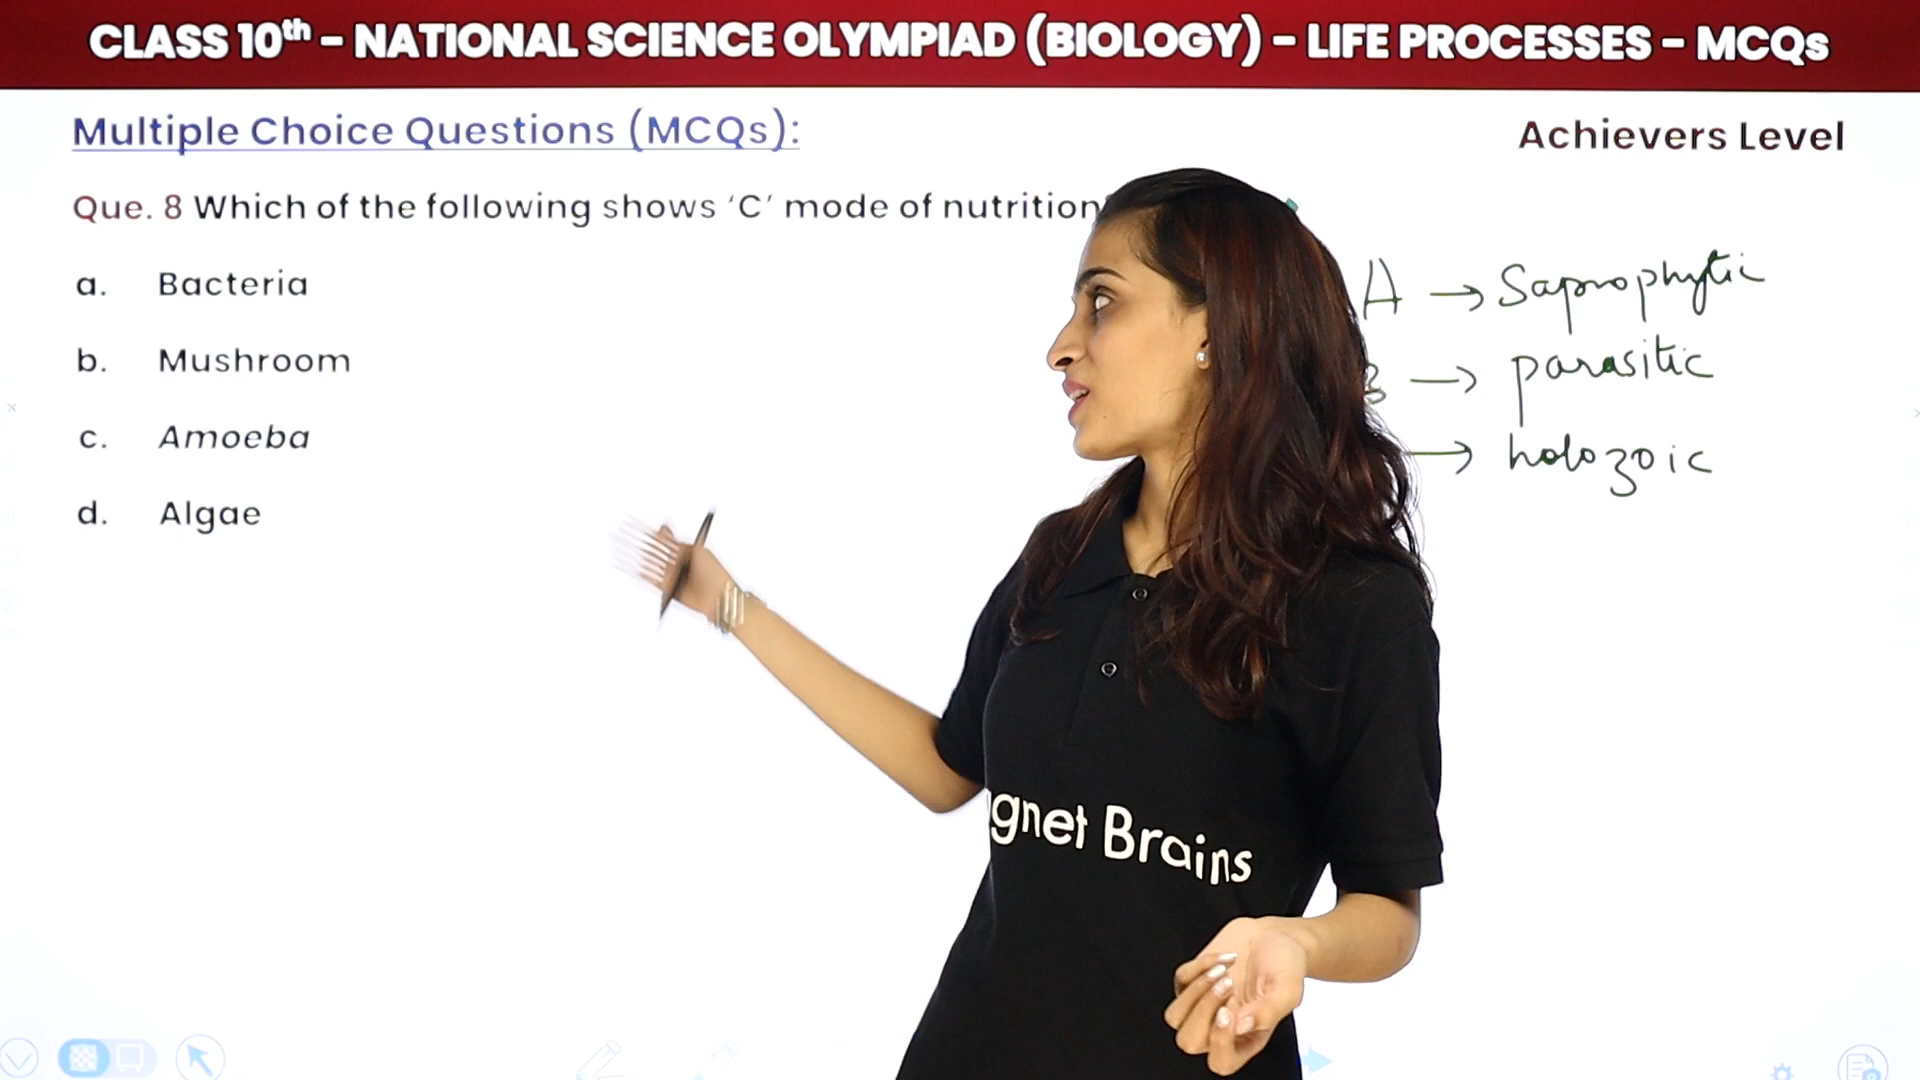 CLASS 10th - NATIONAL SCIENCE OLYMPIAD (BIOLOGY) - LIFE PROCESSES - MCQs
Multiple Choice Questions (MCQs):
Achievers Level
Que. 8 Which of the following shows ‘C’ mode of nutrition
a. Bacteria
b. Mushroom
c. Amoeba
d. Algae
A → Saprophytic
B → parasitic
→ holozoic
gnet Brains